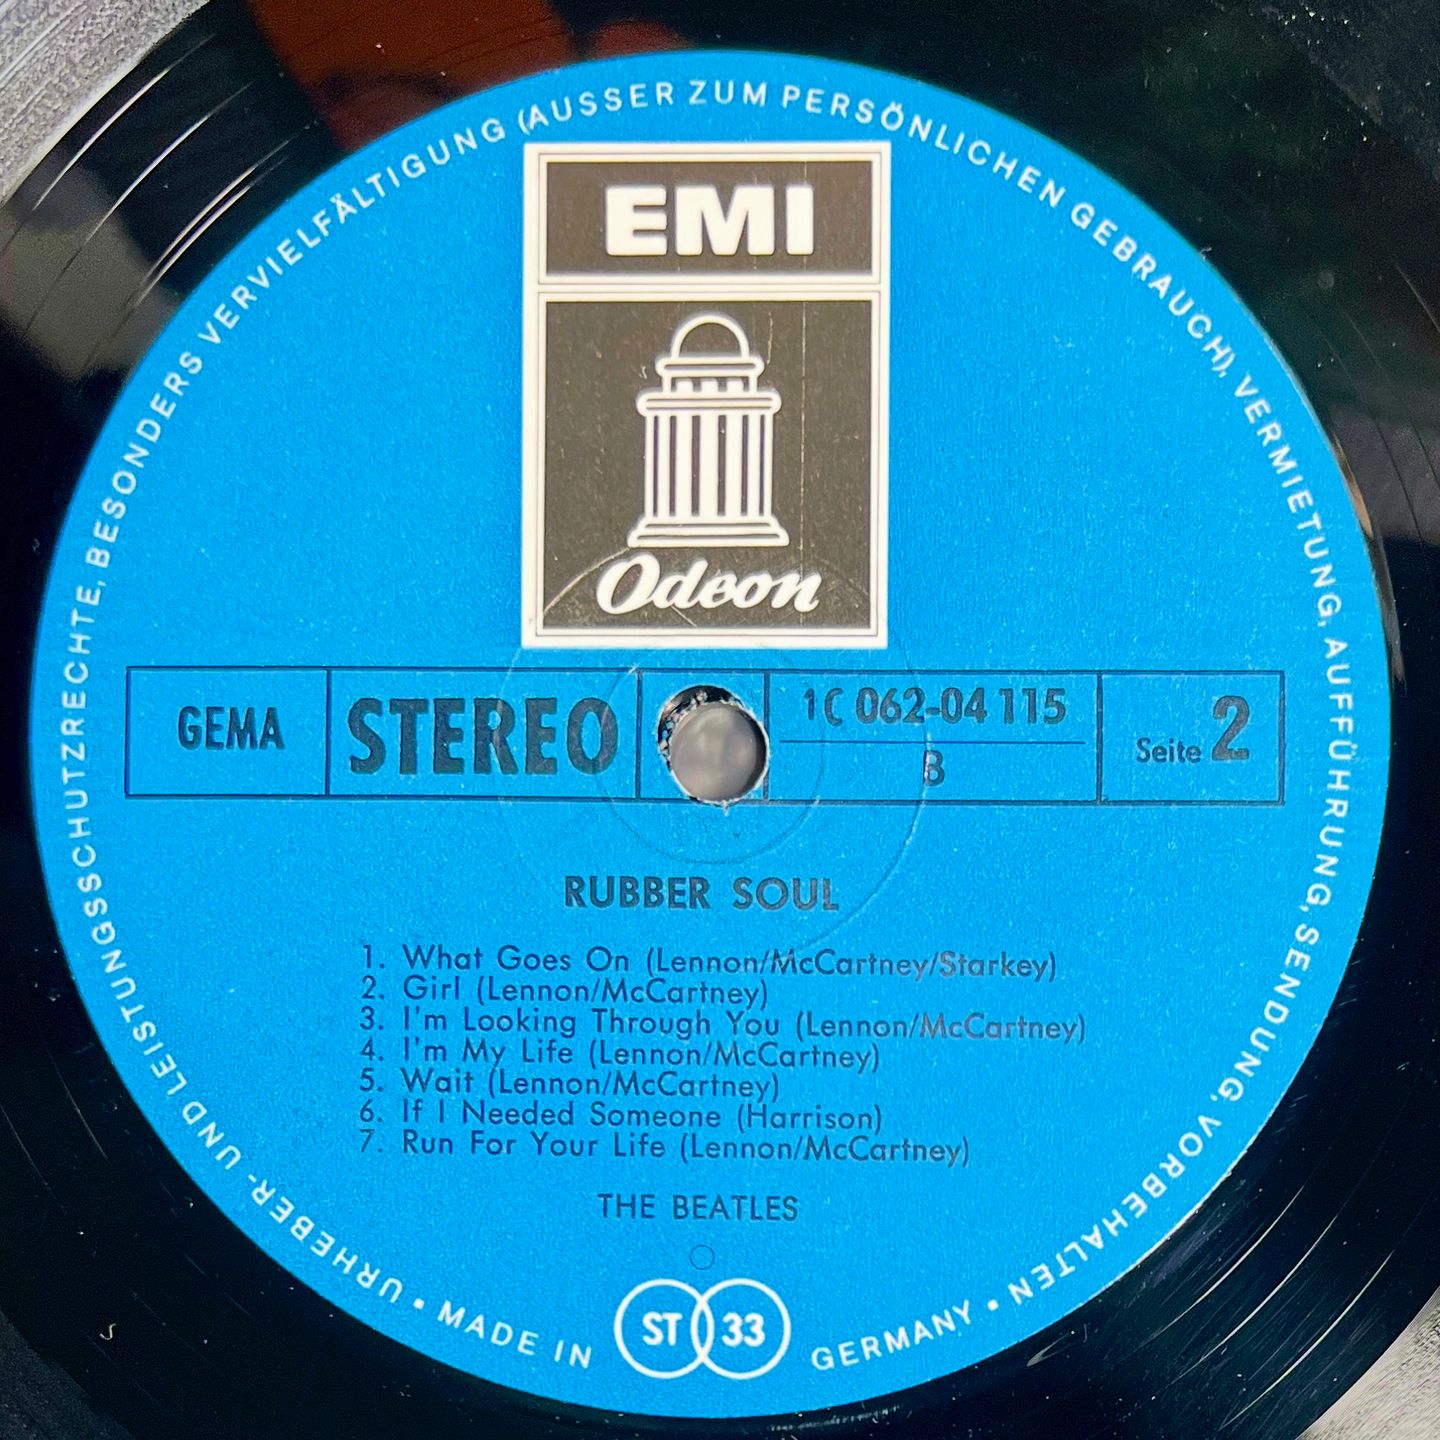 URHEBER- UND LEISTUNGSSCHUTZRECHTE, BESONDERS VERVIELFÄLTIGUNG (AUSSER ZUM PERSÖNLICHEN GEBRAUCH), VERMIETUNG, AUFFÜHRUNG, SENDUNG, VORBEHALTEN
EMI
Odeon
GEMA
STEREO
1C 062-04 115
B
Seite 2
RUBBER SOUL
1. What Goes On (Lennon/McCartney/Starkey)
2. Girl (Lennon/McCartney)
3. I'm Looking Through You (Lennon/McCartney)
4. I'm My Life (Lennon/McCartney)
5. Wait (Lennon/McCartney)
6. If I Needed Someone (Harrison)
7. Run For Your Life (Lennon/McCartney)
THE BEATLES
• MADE IN ST 33 GERMANY •